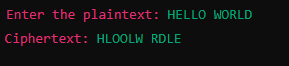 Enter the plaintext: HELLO WORLD
Ciphertext: HLOOLW RDLE